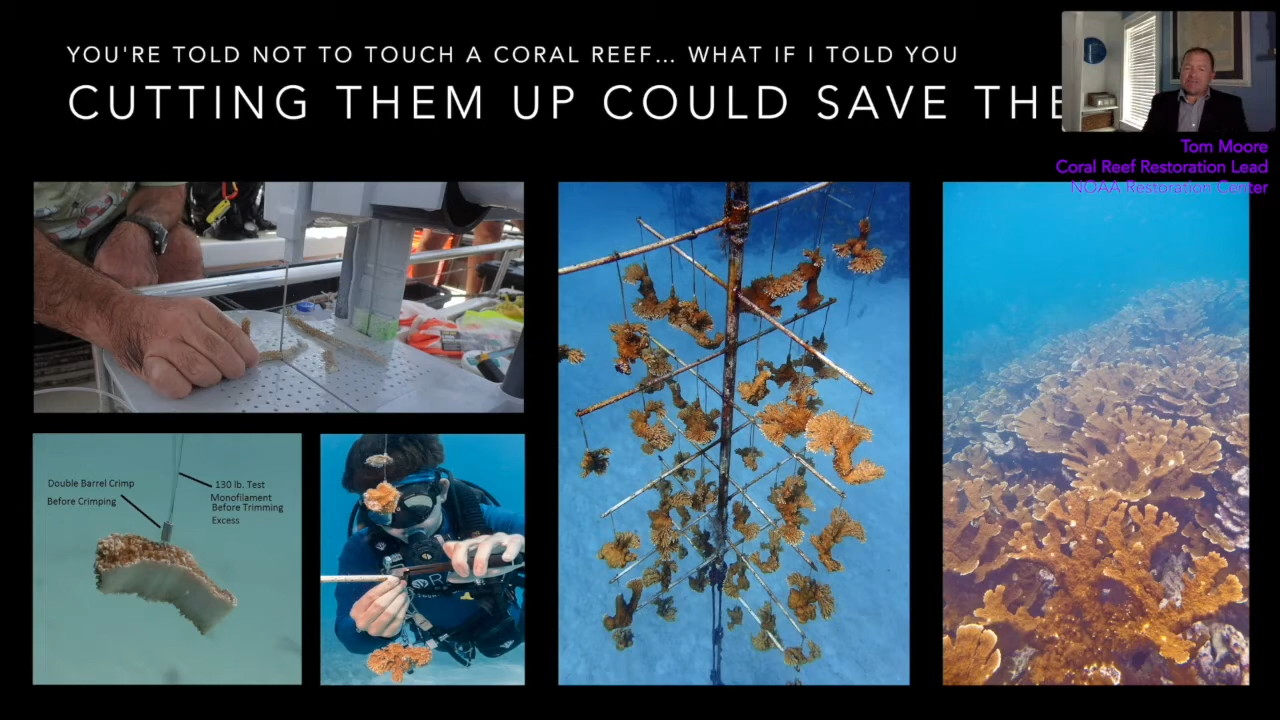 YOU'RE TOLD NOT TO TOUCH A CORAL REEF... WHAT IF I TOLD YOU
CUTTING THEM UP COULD SAVE THE
Tom Moore
Coral Reef Restoration Lead
NOAA Restoration Center
Double Barrel Crimp
Before Crimping
130 lb. Test
Monofilament
Before Trimming
Excess